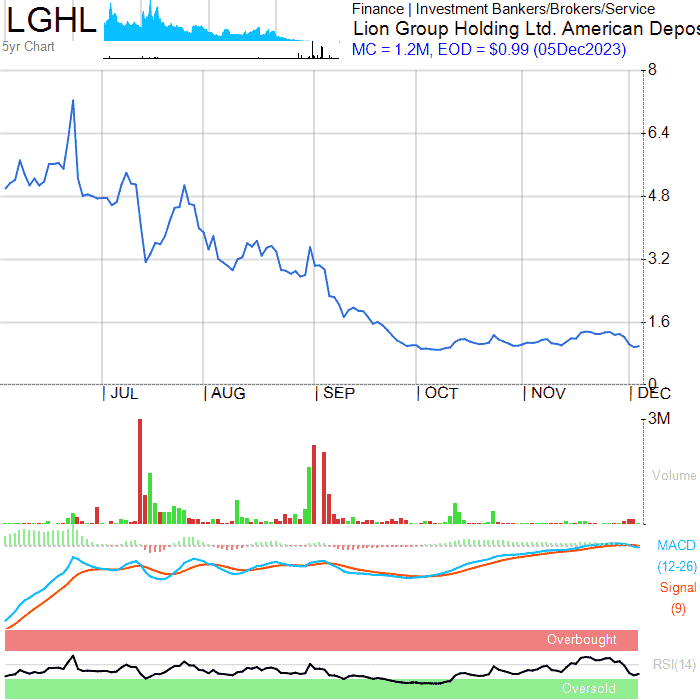 LGHL
5yr Chart
Finance | Investment Bankers/Brokers/Service
Lion Group Holding Ltd. American Depos
MC = 1.2M, EOD = $0.99 (05Dec2023)
8
6.4
4.8
3.2
1.6
0
| JUL | AUG | SEP | OCT | NOV | DEC
3M
Volume
MACD
(12-26)
Signal
(9)
Overbought
RSI(14)
Oversold